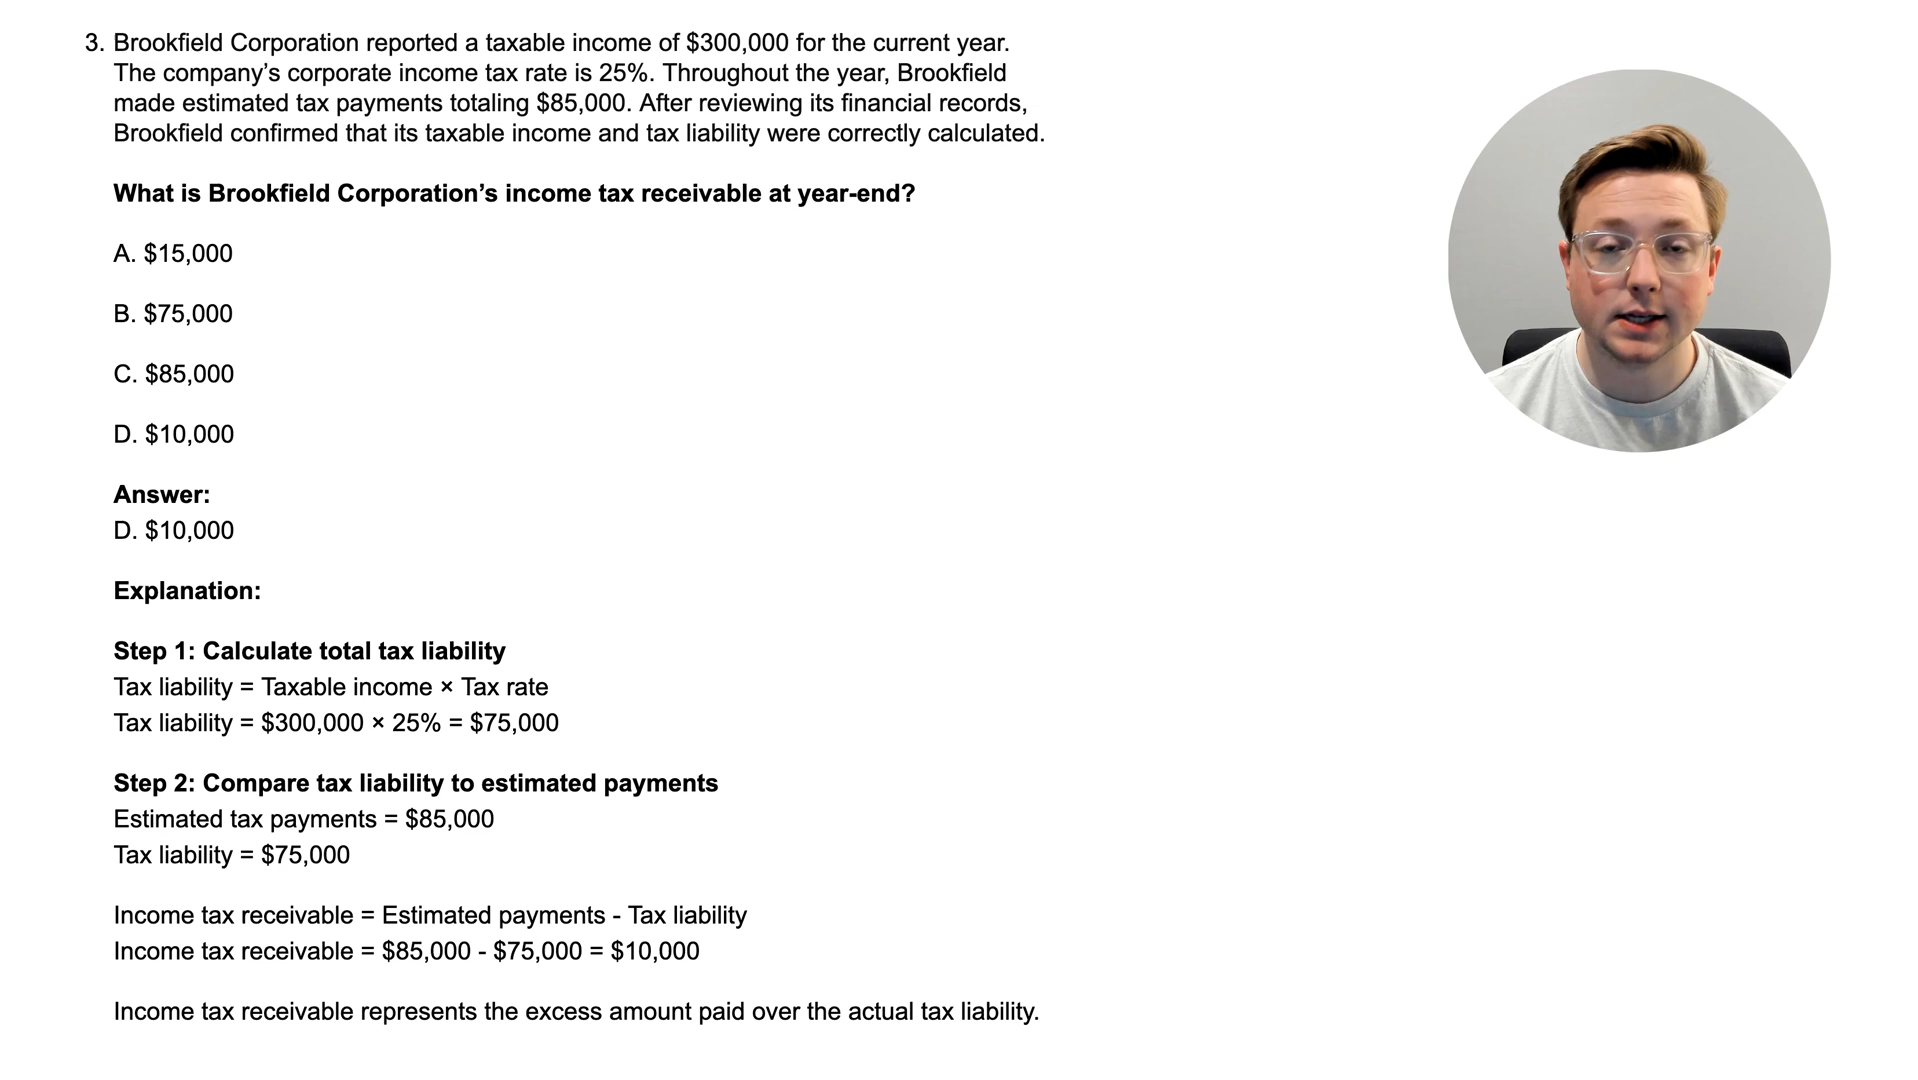 3. Brookfield Corporation reported a taxable income of $300,000 for the current year.
The company’s corporate income tax rate is 25%. Throughout the year, Brookfield
made estimated tax payments totaling $85,000. After reviewing its financial records,
Brookfield confirmed that its taxable income and tax liability were correctly calculated.
What is Brookfield Corporation’s income tax receivable at year-end?
A. $15,000
B. $75,000
C. $85,000
D. $10,000
Answer:
D. $10,000
Explanation:
Step 1: Calculate total tax liability
Tax liability = Taxable income × Tax rate
Tax liability = $300,000 × 25% = $75,000
Step 2: Compare tax liability to estimated payments
Estimated tax payments = $85,000
Tax liability = $75,000
Income tax receivable = Estimated payments - Tax liability
Income tax receivable = $85,000 - $75,000 = $10,000
Income tax receivable represents the excess amount paid over the actual tax liability.